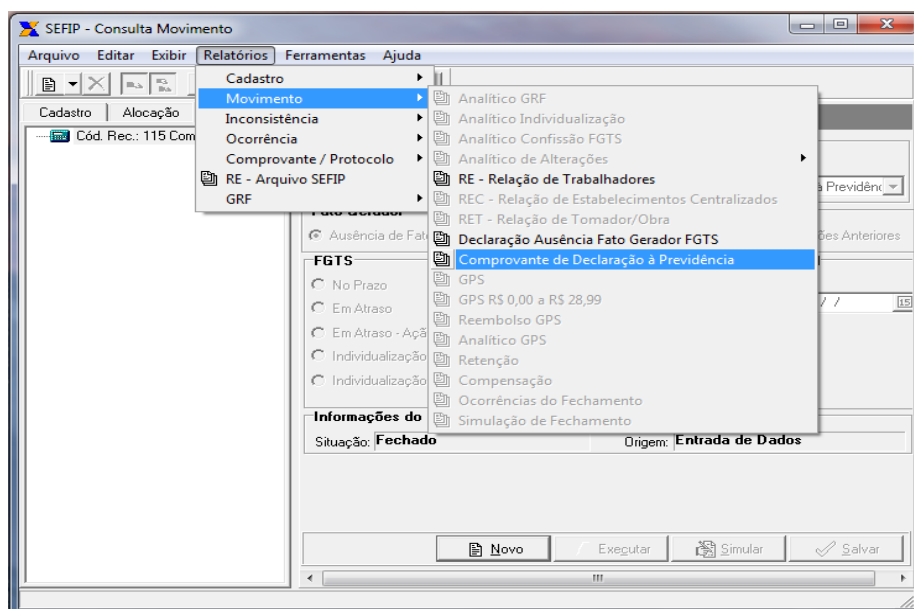 SEFIP - Consulta Movimento
Arquivo Editar Exibir Relatórios Ferramentas Ajuda
Cadastro
Movimento
Inconsistência
Ocorrência
Comprovante / Protocolo
RE - Arquivo SEFIP
GRF
Analítico GRF
Analítico Individualização
Analítico Confissão FGTS
Analítico de Alterações
RE - Relação de Trabalhadores
REC - Relação de Estabelecimentos Centralizados
RET - Relação de Tomador/Obra
Declaração Ausência Fato Gerador FGTS
Comprovante de Declaração à Previdência
GPS
GPS R$ 0,00 a R$ 28,99
Reembolso GPS
Analítico GPS
Retenção
Compensação
Ocorrências do Fechamento
Simulação de Fechamento
Cadastro Alocação
Cód. Rec.: 115 Com
Previdênc
Fato Gerador
Ausência de Fat
ões Anteriores
FGTS
No Prazo
/ /
15
Em Atraso
Em Atraso - Açã
Individualização
Individualização
Informações do
Situação: Fechado Origem: Entrada de Dados
Novo Executar Simular Salvar